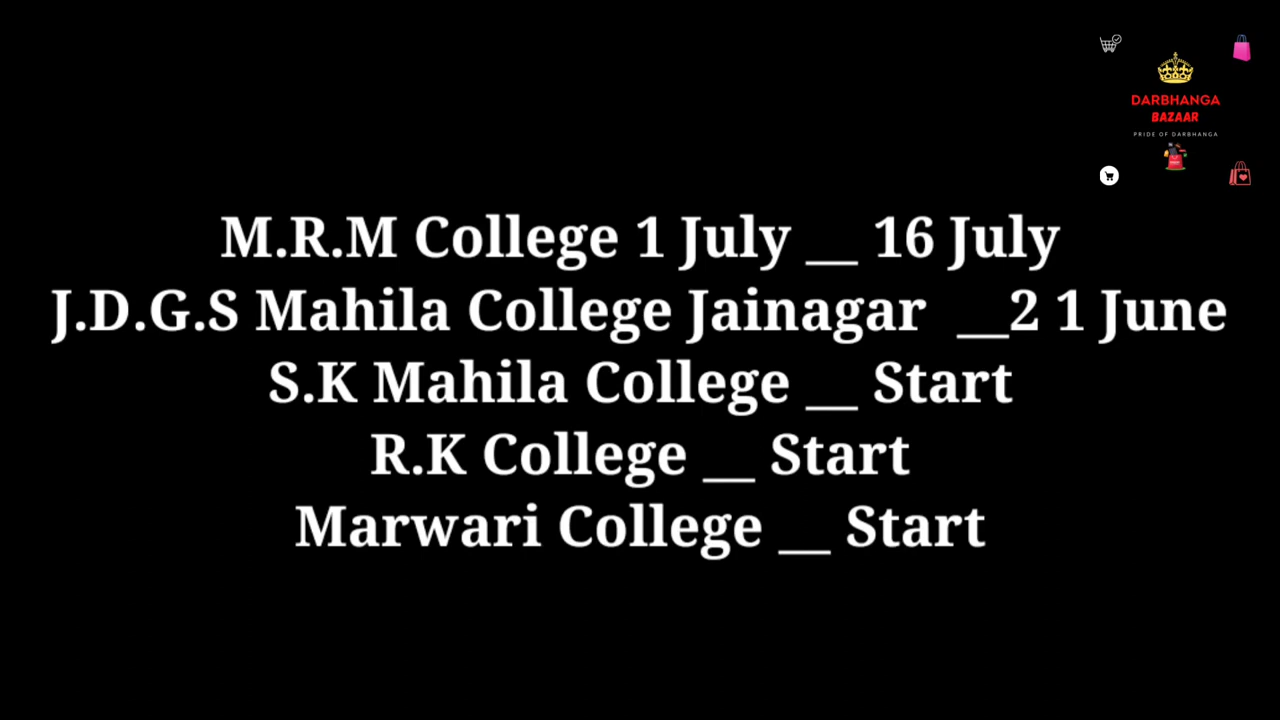 DARBHANGA
BAZAAR
PRIDE OF DARBHANGA
M.R.M College 1 July __ 16 July
J.D.G.S Mahila College Jainagar __2 1 June
S.K Mahila College __ Start
R.K College __ Start
Marwari College __ Start